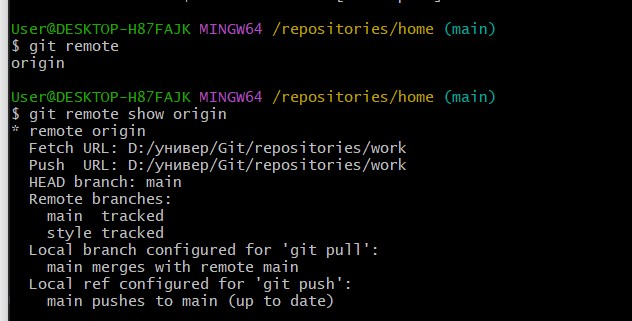 User@DESKTOP-H87FAJK MINGW64 /repositories/home (main)
$ git remote
origin
User@DESKTOP-H87FAJK MINGW64 /repositories/home (main)
$ git remote show origin
* remote origin
  Fetch URL: D:/универ/Git/repositories/work
  Push  URL: D:/универ/Git/repositories/work
  HEAD branch: main
  Remote branches:
    main  tracked
    style tracked
  Local branch configured for 'git pull':
    main merges with remote main
  Local ref configured for 'git push':
    main pushes to main (up to date)